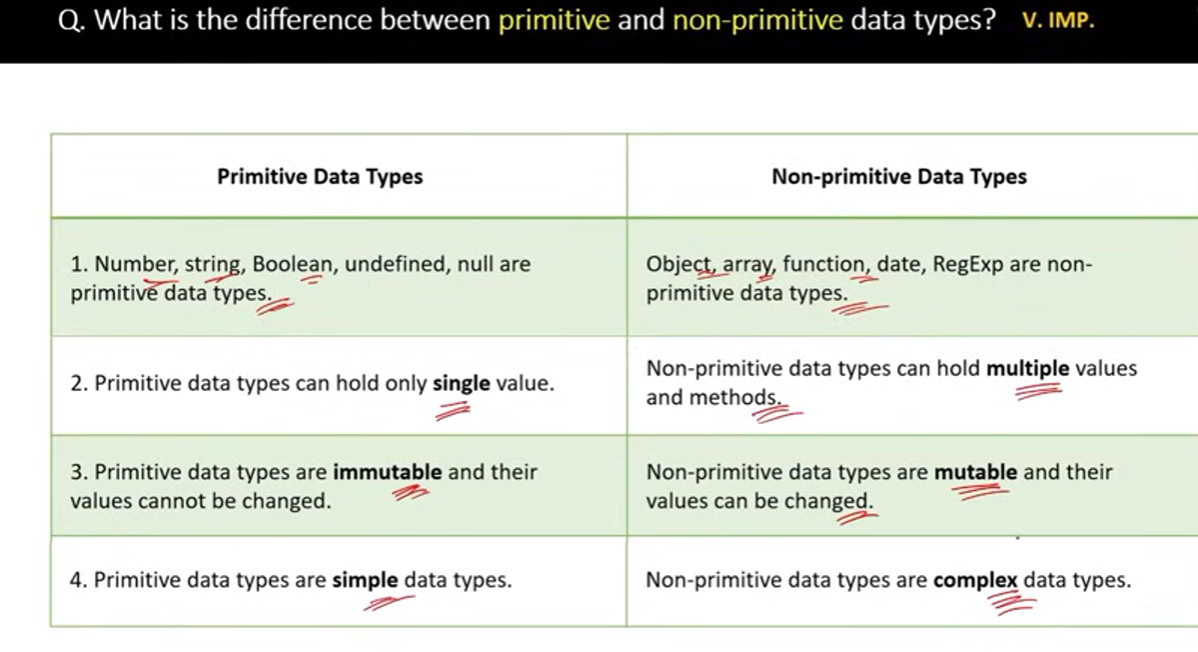 Q. What is the difference between primitive and non-primitive data types? V. IMP.
Primitive Data Types
Non-primitive Data Types
1. Number, string, Boolean, undefined, null are
primitive data types.
Object, array, function, date, RegExp are non-
primitive data types.
2. Primitive data types can hold only single value.
Non-primitive data types can hold multiple values
and methods.
3. Primitive data types are immutable and their
values cannot be changed.
Non-primitive data types are mutable and their
values can be changed.
4. Primitive data types are simple data types.
Non-primitive data types are complex data types.